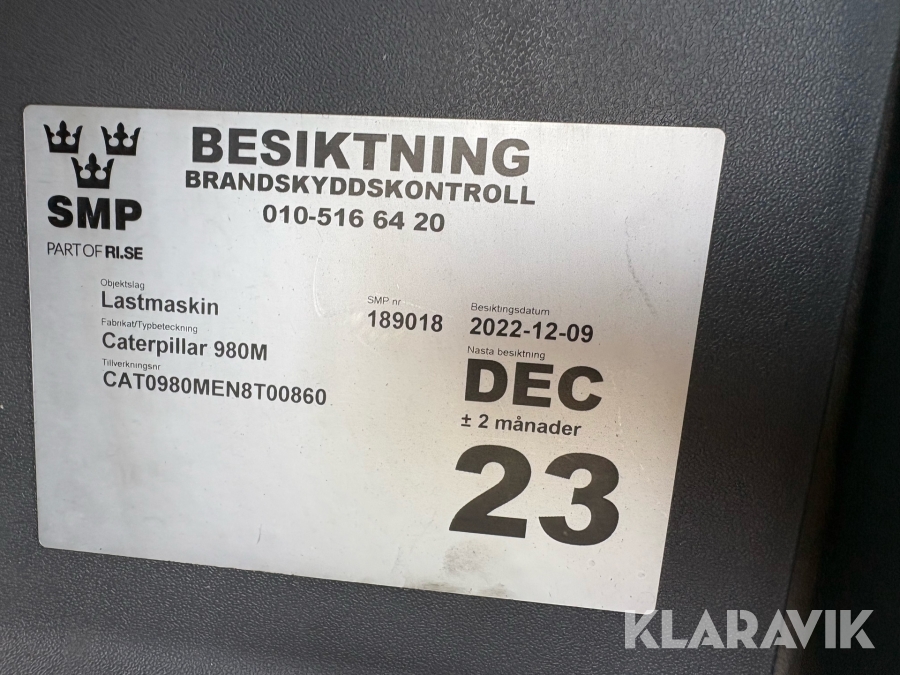 BESIKTNING
BRANDSKYDDSKONTROLL
010-516 64 20
SMP
PART OF RI.SE
Objektslag
Lastmaskin
Fabrikat/Typbeteckning
Caterpillar 980M
Tillverkningsnr
CAT0980MEN8T00860
SMP nr
189018
Besiktingsdatum
2022-12-09
Nästa besiktning
DEC
± 2 månader
23
KLARAVIK